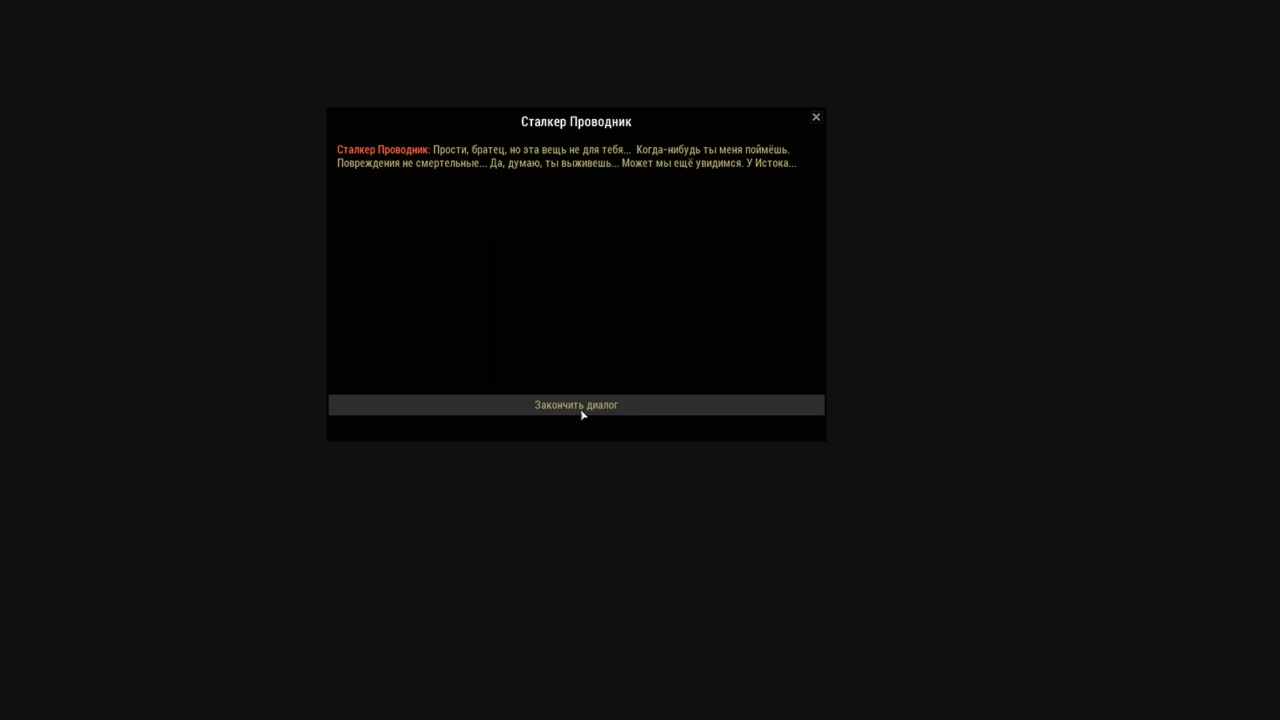 Сталкер Проводник
Сталкер Проводник: Прости, братец, но эта вещь не для тебя...  Когда-нибудь ты меня поймёшь.
Повреждения не смертельные... Да, думаю, ты выживешь... Может мы ещё увидимся. У Истока...
Закончить диалог